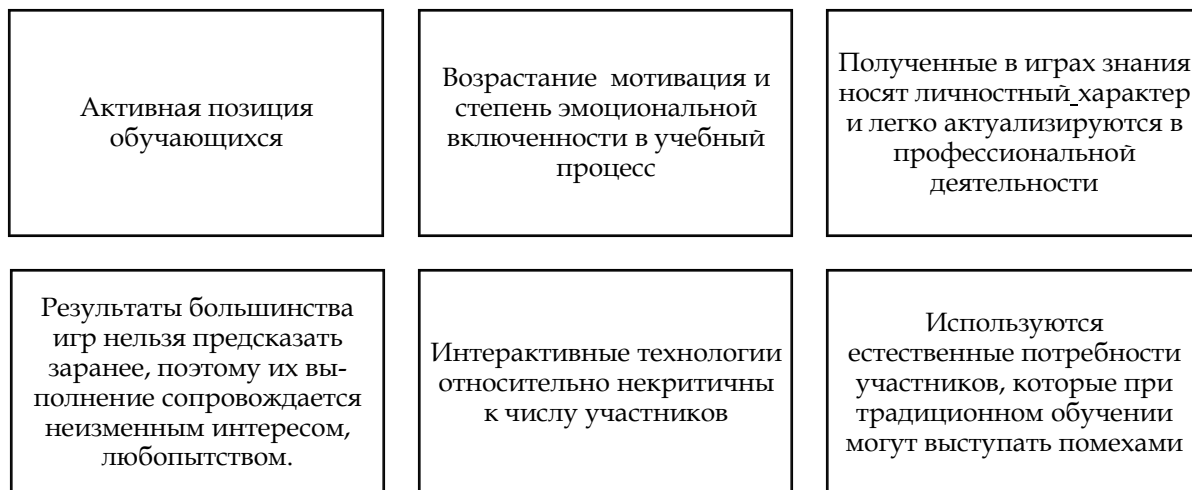 Активная позиция
обучающихся
Возрастание мотивация и
степень эмоциональной
включенности в учебный
процесс
Полученные в играх знания
носят личностный_характер
и легко актуализируются в
профессиональной
деятельности
Результаты большинства
игр нельзя предсказать
заранее, поэтому их вы-
полнение сопровождается
неизменным интересом,
любопытством.
Интерактивные технологии
относительно некритичны
к числу участников
Используются
естественные потребности
участников, которые при
традиционном обучении
могут выступать помехами